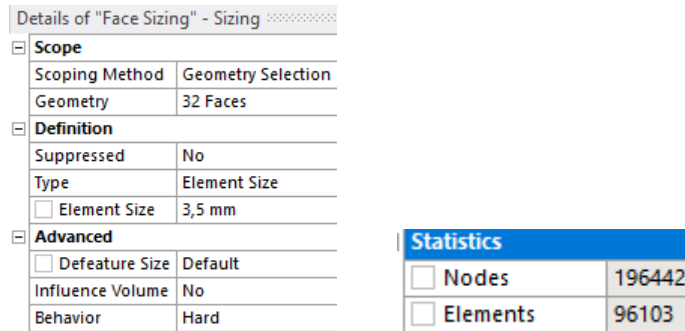 Details of "Face Sizing" - Sizing
Scope
Scoping Method Geometry Selection
Geometry 32 Faces
Definition
Suppressed No
Type Element Size
Element Size 3,5 mm
Advanced
Defeature Size Default
Influence Volume No
Behavior Hard
Statistics
Nodes 196442
Elements 96103